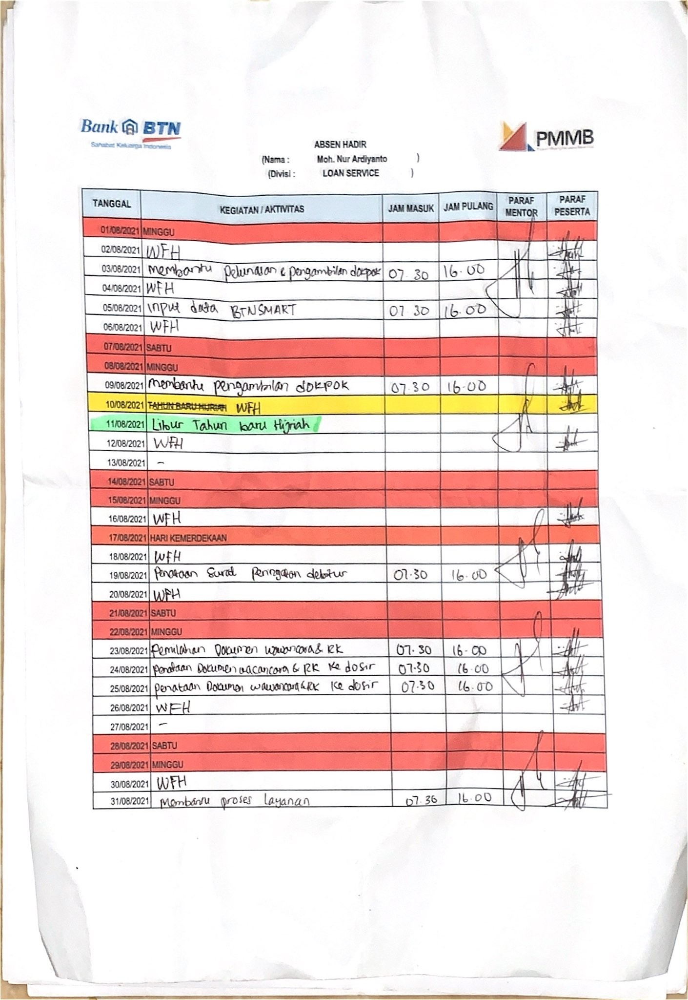 Bank BTN
Sahabat Keluarga Indonesia
PMMB
ABSEN HADIR
(Nama : Moh. Nur Ardiyanto )
(Divisi : LOAN SERVICE )
TANGGAL KEGIATAN / AKTIVITAS JAM MASUK JAM PULANG PARAF MENTOR PARAF PESERTA
01/08/2021 MINGGU
02/08/2021 WFH
03/08/2021 Membantu pelunasan & pengambilan dokpok 07.30 16.00
04/08/2021 WFH
05/08/2021 Input data BTNSMART 07.30 16.00
06/08/2021 WFH
07/08/2021 SABTU
08/08/2021 MINGGU
09/08/2021 Membantu pengambilan dokpok 07.30 16.00
10/08/2021 TAHUN BARU HIJRIAH WFH
11/08/2021 Libur Tahun baru Hijriah
12/08/2021 WFH
13/08/2021 -
14/08/2021 SABTU
15/08/2021 MINGGU
16/08/2021 WFH
17/08/2021 HARI KEMERDEKAAN
18/08/2021 WFH
19/08/2021 Penataan Surat peringatan debitur 07.30 16.00
20/08/2021 WFH
21/08/2021 SABTU
22/08/2021 MINGGU
23/08/2021 Pemilahan Dokumen wawancara & RK 07.30 16.00
24/08/2021 penataan Dokumen wacancara & RK Ke dosir 07.30 16.00
25/08/2021 penataan Dokumen wawancara & RK Ke dosir 07.30 16.00
26/08/2021 WFH
27/08/2021 -
28/08/2021 SABTU
29/08/2021 MINGGU
30/08/2021 WFH
31/08/2021 Membantu proses layanan 07.30 16.00